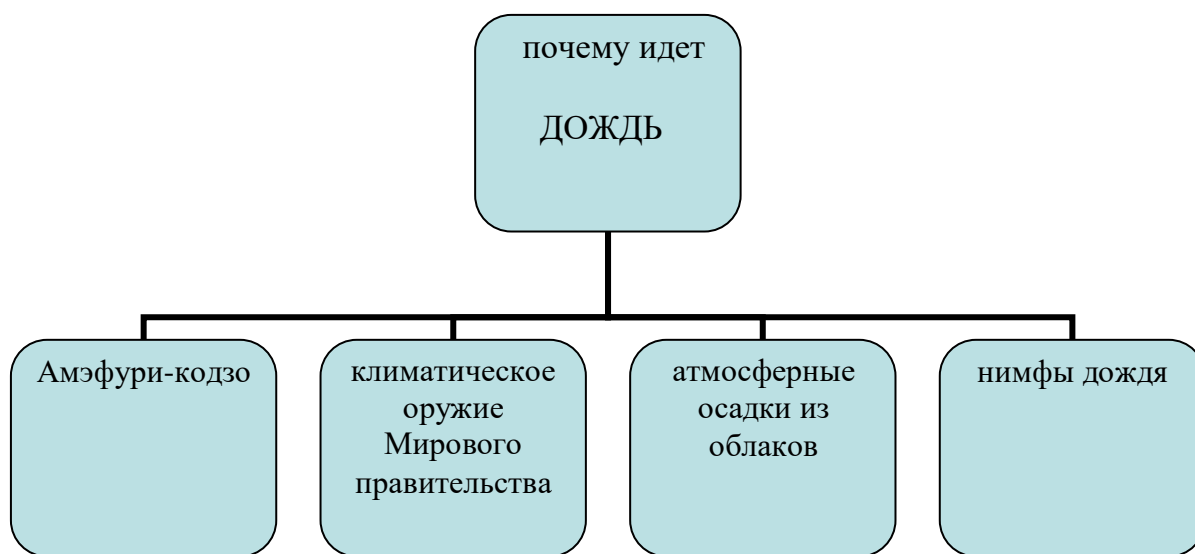 почему идет
ДОЖДЬ
Амэфури-кодзо
климатическое
оружие
Мирового
правительства
атмосферные
осадки из
облаков
нимфы дождя